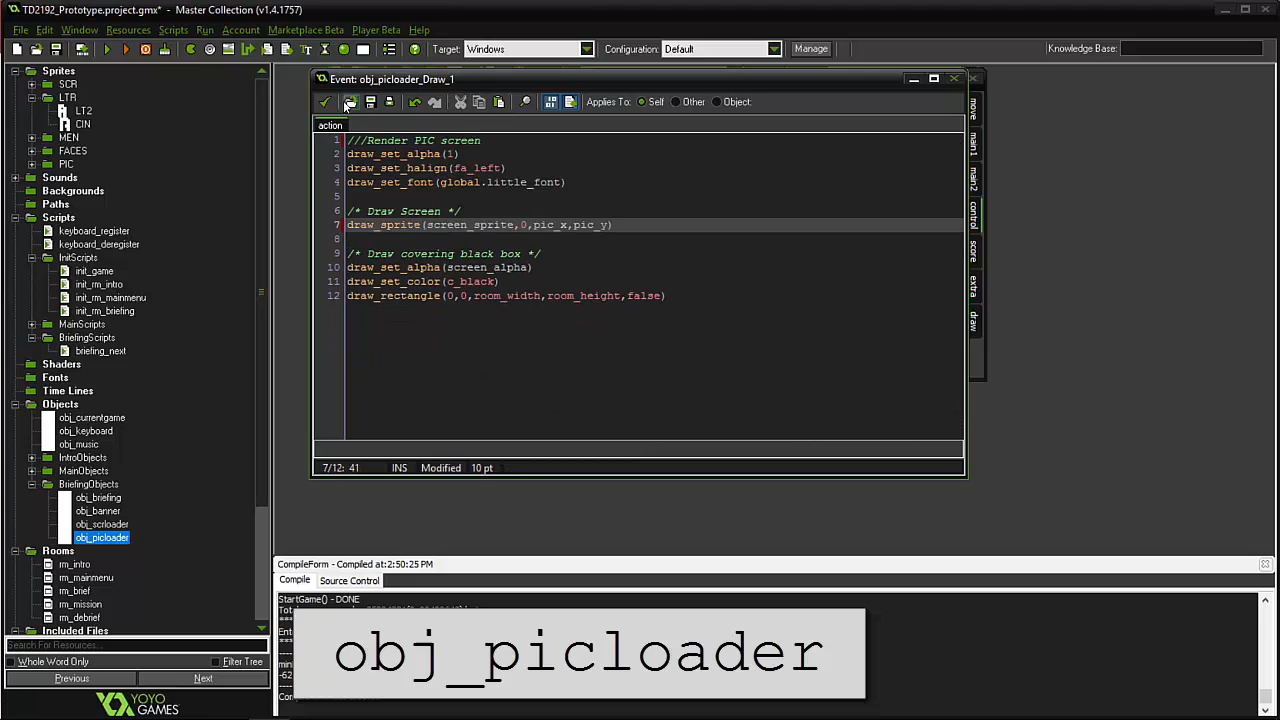 TD2192_Prototype.project.gmx* - Master Collection (v1.4.1757)
File Edit Window Resources Scripts Run Account Marketplace Beta Player Beta Help
Target: Windows Configuration: Default Manage Knowledge Base:
Sprites
SCR
LTR
LT2
CIN
MEN
FACES
PIC
Sounds
Backgrounds
Paths
Scripts
keyboard_register
keyboard_deregister
InitScripts
init_game
init_rm_intro
init_rm_mainmenu
init_rm_briefing
MainScripts
BriefingScripts
briefing_next
Shaders
Fonts
Time Lines
Objects
obj_currentgame
obj_keyboard
obj_music
IntroObjects
MainObjects
BriefingObjects
obj_briefing
obj_banner
obj_scrloader
obj_picloader
Rooms
rm_intro
rm_mainmenu
rm_brief
rm_mission
rm_debrief
Included Files
Search For Resources...
Whole Word Only Filter Tree
Previous Next
YOYO
GAMES
Event: obj_picloader_Draw_1
Applies To: Self Other Object:
action
1 ///Render PIC screen
2 draw_set_alpha(1)
3 draw_set_halign(fa_left)
4 draw_set_font(global.little_font)
5
6 /* Draw Screen */
7 draw_sprite(screen_sprite,0,pic_x,pic_y)
8
9 /* Draw covering black box */
10 draw_set_alpha(screen_alpha)
11 draw_set_color(c_black)
12 draw_rectangle(0,0,room_width,room_height,false)
7/12: 41 INS Modified 10 pt
move
main1
main2
control
score
extra
draw
CompileForm - Compiled at:2:50:25 PM
Compile Source Control
StartGame() - DONE
obj_picloader